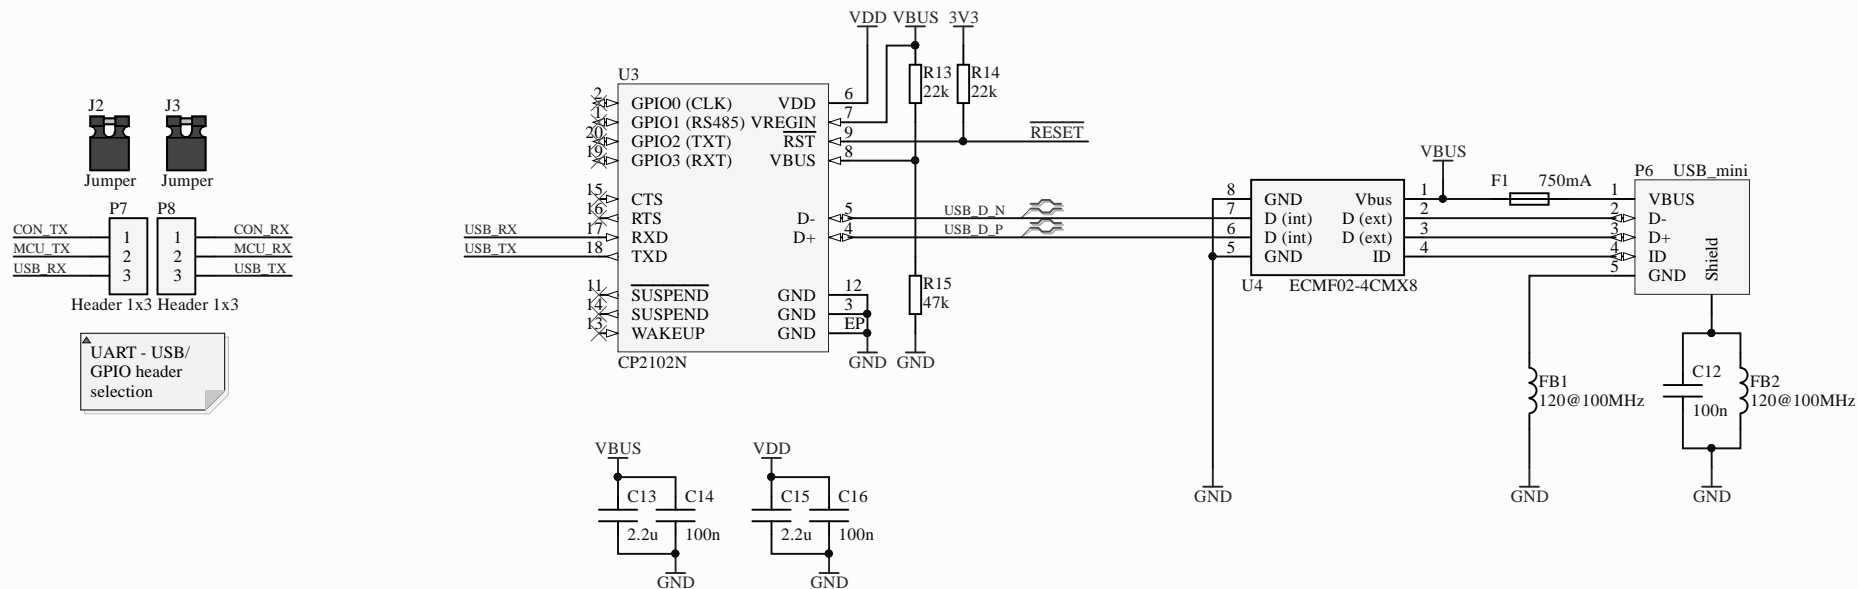 VDD VBUS 3V3
U3
R13
22k
R14
22k
2 GPIO0 (CLK) VDD 6
1 GPIO1 (RS485) VREGIN 7
20 GPIO2 (TXT) RST 9
19 GPIO3 (RXT) VBUS 8
15 CTS
16 RTS D- 5
17 RXD D+ 4
18 TXD
11 SUSPEND GND 12
14 SUSPEND GND 3
13 WAKEUP GND EP
CP2102N
GND GND
RESET
R15
47k
J2 J3
Jumper Jumper
P7 P8
CON_TX 1 1 CON_RX
MCU_TX 2 2 MCU_RX
USB_RX 3 3 USB_TX
Header 1x3 Header 1x3
UART - USB/
GPIO header
selection
USB_RX
USB_TX
USB_D_N
USB_D_P
VBUS
8 GND Vbus 1
7 D (int) D (ext) 2
6 D (int) D (ext) 3
5 GND ID 4
U4 ECMF02-4CMX8
F1 750mA
P6 USB_mini
1 VBUS
2 D-
3 D+
4 ID
5 GND
Shield
FB1
120@100MHz
C12
100n
FB2
120@100MHz
GND GND GND
VBUS VDD
C13 C14 C15 C16
2.2u 100n 2.2u 100n
GND GND